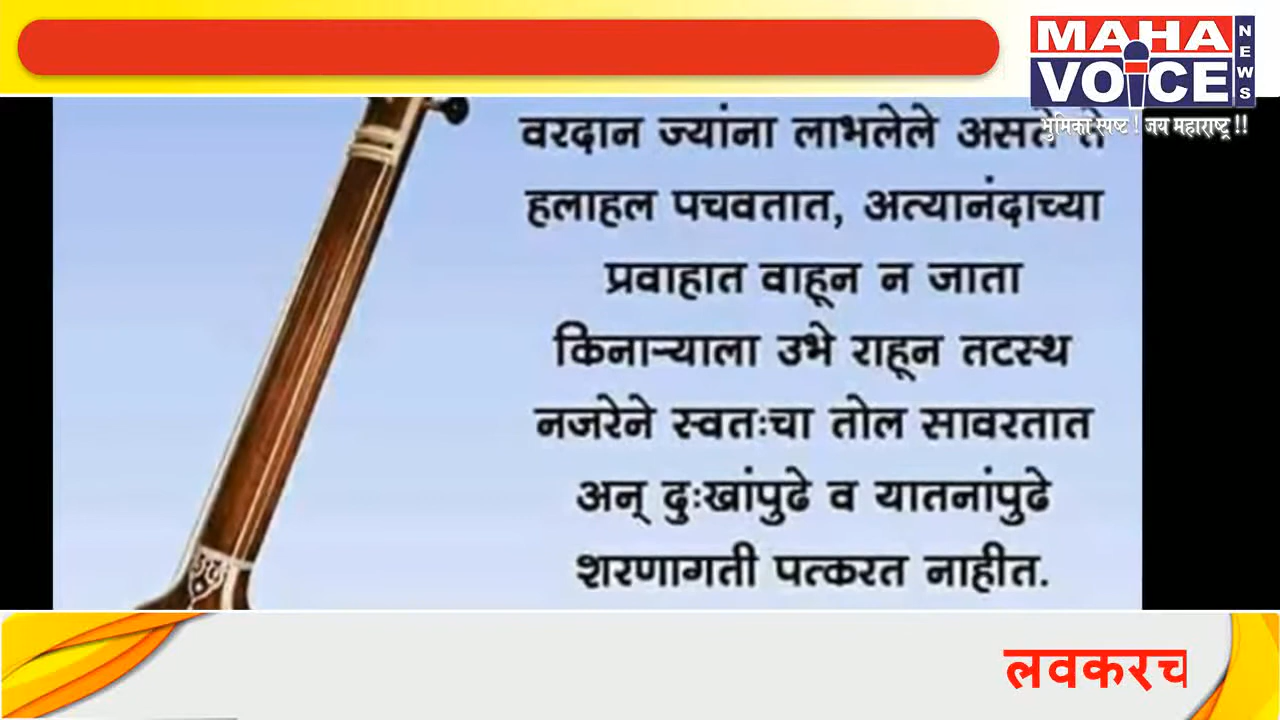 MAHA
VOICE
NEWS
भुमिका स्पष्ट ! जय महाराष्ट्र !!
वरदान ज्यांना लाभलेले असते ते
हलाहल पचवतात, अत्यानंदाच्या
प्रवाहात वाहून न जाता
किनाऱ्याला उभे राहून तटस्थ
नजरेने स्वतःचा तोल सावरतात
अन् दुःखांपुढे व यातनांपुढे
शरणागती पत्करत नाहीत.
लवकरच